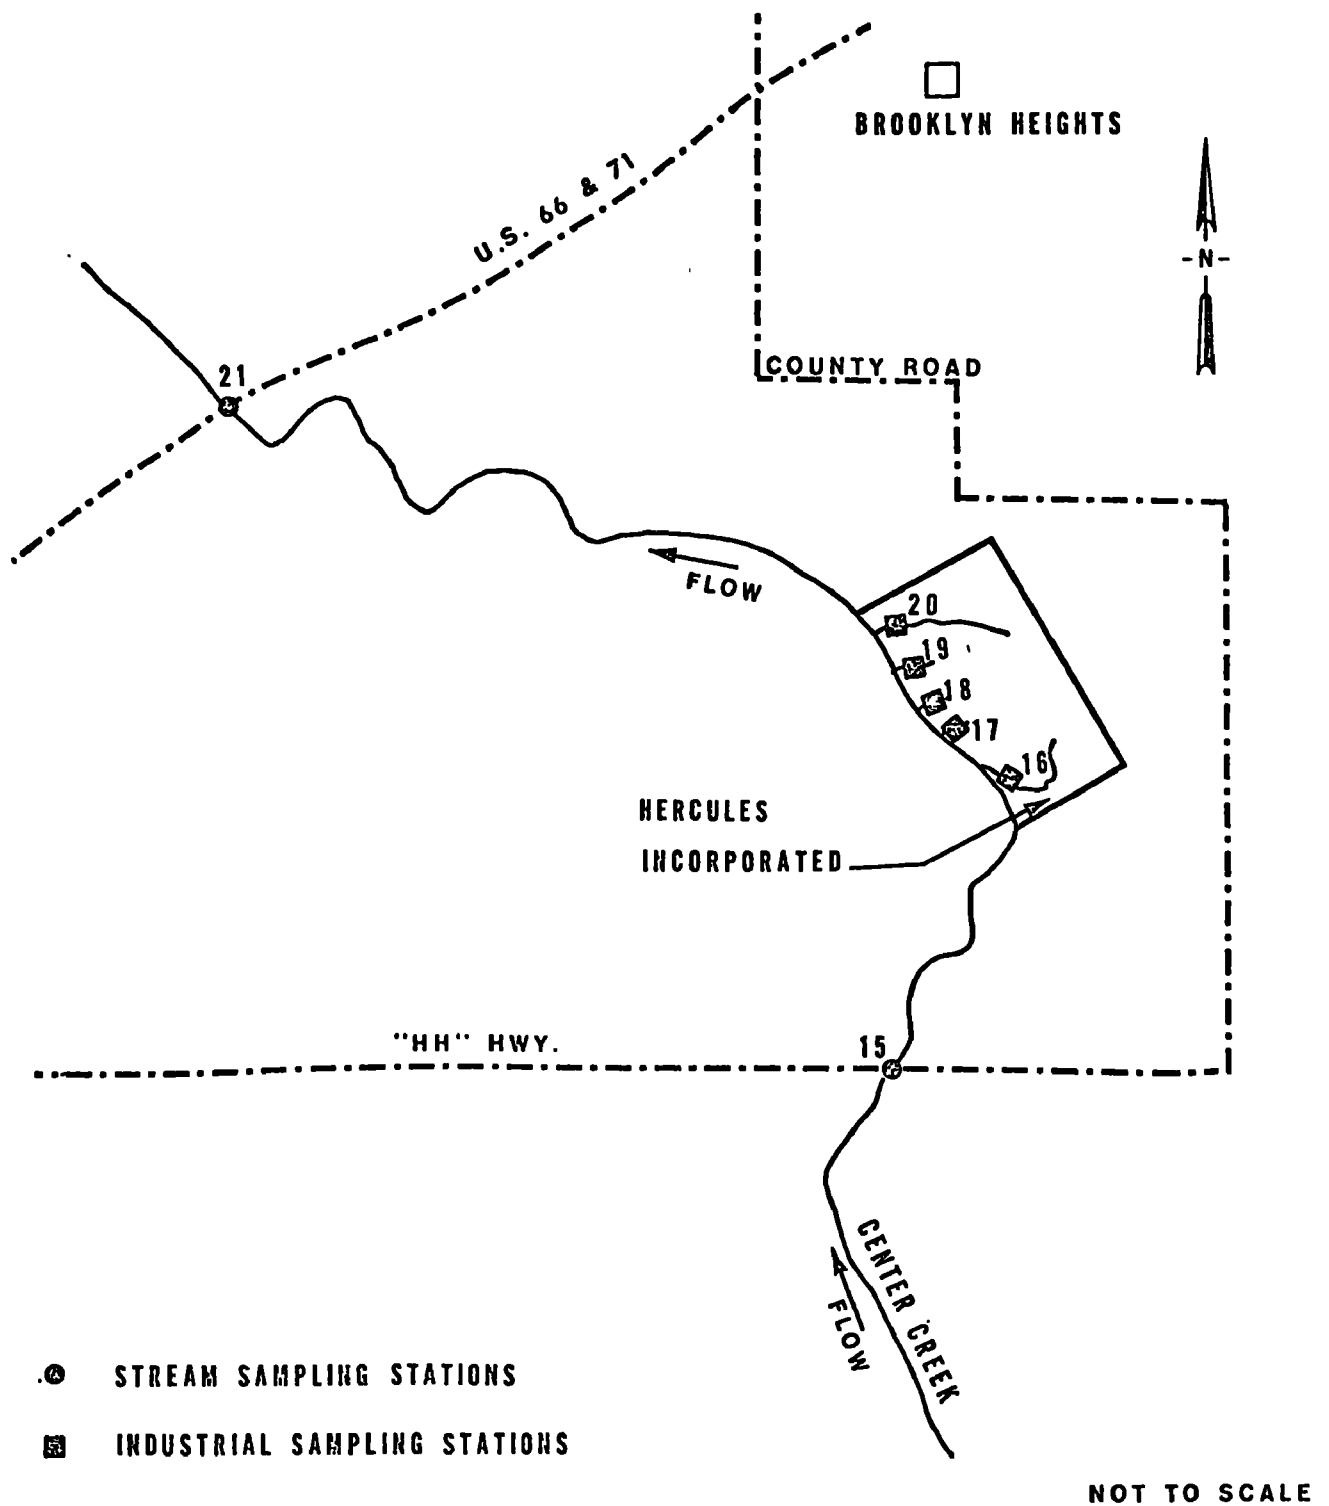 BROOKLYN HEIGHTS
U.S. 66 & 71
-N-
COUNTY ROAD
21
FLOW
20
19
18
17
16
HERCULES
INCORPORATED
"HH" HWY.
15
CENTER CREEK
FLOW
STREAM SAMPLING STATIONS
INDUSTRIAL SAMPLING STATIONS
NOT TO SCALE